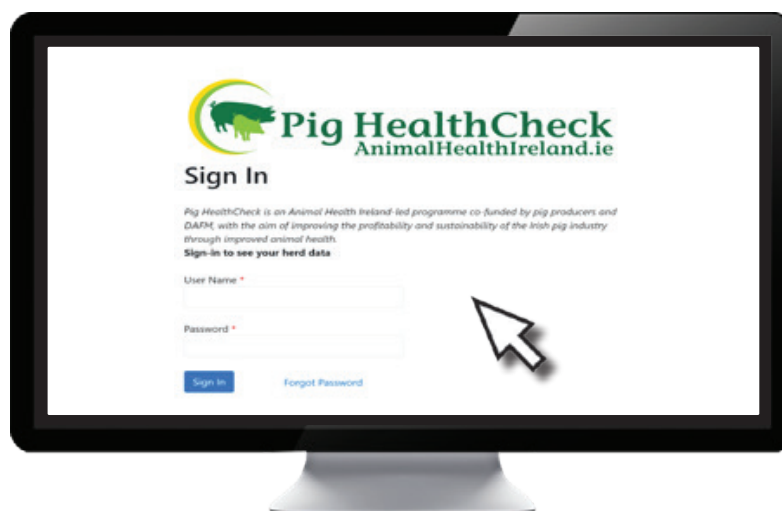 Pig HealthCheck
AnimalHealthIreland.ie
Sign In
Pig HealthCheck is an Animal Health Ireland-led programme co-funded by pig producers and
DAFM, with the aim of improving the profitability and sustainability of the Irish pig industry
through improved animal health.
Sign-in to see your herd data
User Name *
Password *
Sign In Forgot Password